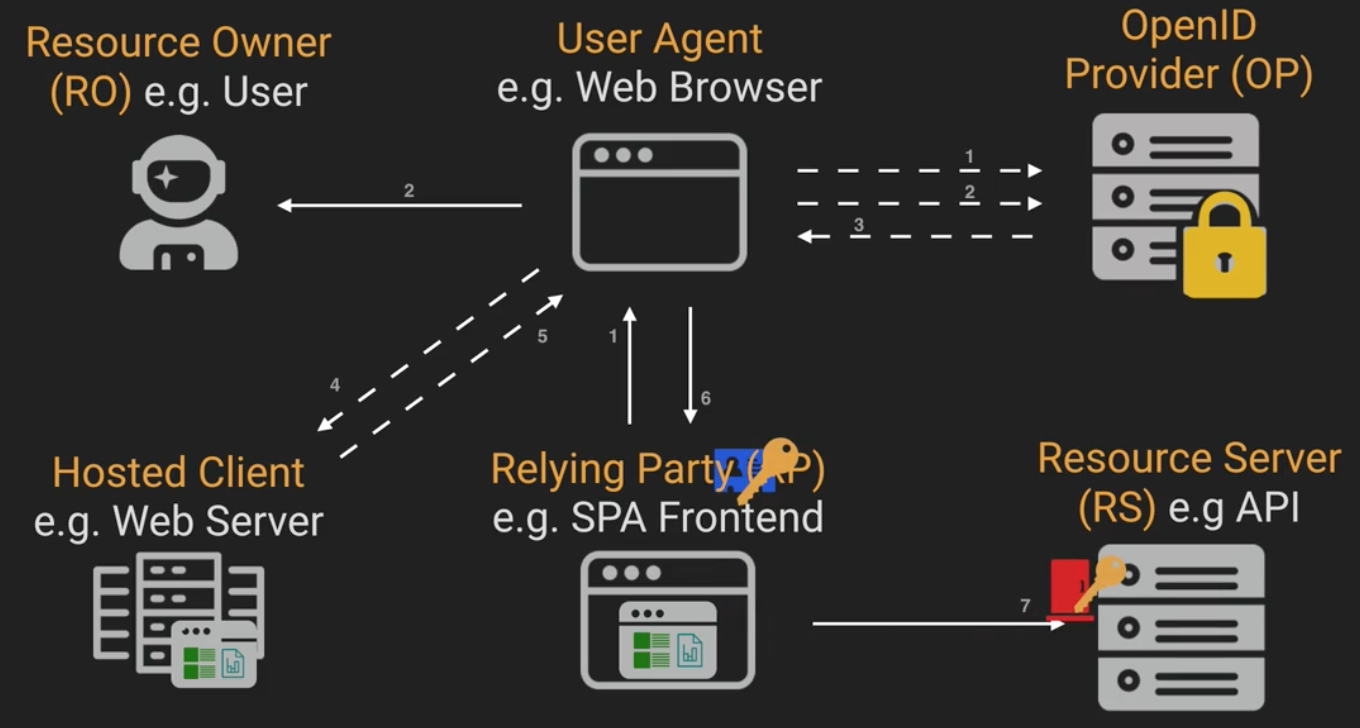 Resource Owner
(RO) e.g. User
User Agent
e.g. Web Browser
OpenID
Provider (OP)
1
2
2
3
4
5
1
6
Hosted Client
e.g. Web Server
Relying Party
e.g. SPA Frontend
Resource Server
(RS) e.g API
7